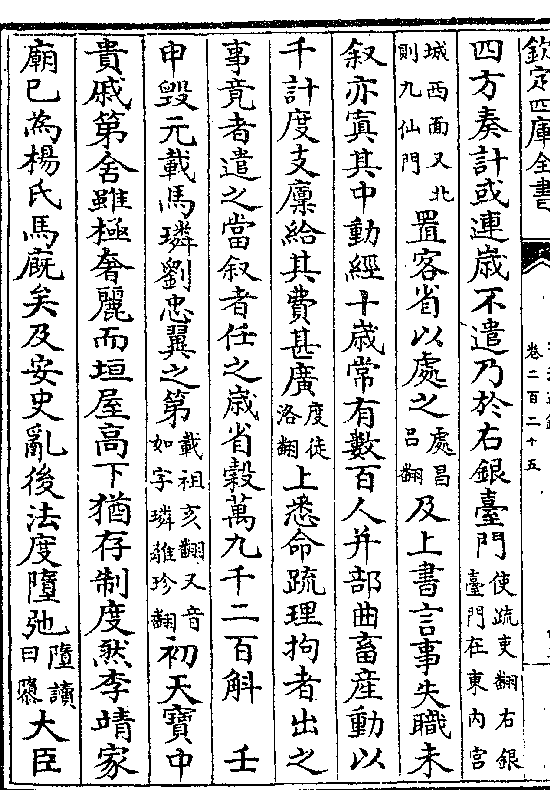 欽定四庫全書
卷二百二十五
四方奏計或連歲不遣乃於右銀臺門使疏吏翻右銀臺門在東内宮
城西面又北則九仙門置客省以處之處昌吕翻及上書言事失職未
叙亦寘其中動經十歲常有數百人并部曲畜産動以
千計度支廪給其費甚廣度徒洛翻上悉命疏理拘者出之
事竟者遣之當叙者任之歲省穀萬九千二百斛 壬
申毁元載馬璘劉忠翼之第載祖亥翻又音如字璘離珍翻初天寶中
貴戚第舍雖極奢麗而垣屋高下猶存制度然李靖家
廟已為楊氏馬廐矣及安史亂後法度墮弛墮讀曰隳大臣